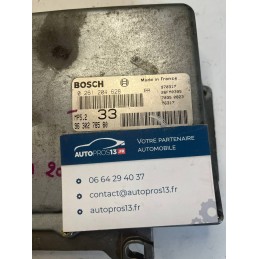 BOSCH
Made in France
0 261 204 626
MP5.2
33
96 302 785 80
VOTRE PARTENAIRE
AUTOMOBILE
AUTOPROS13
06 64 29 40 37
contact@autopros13.fr
autopros13.fr